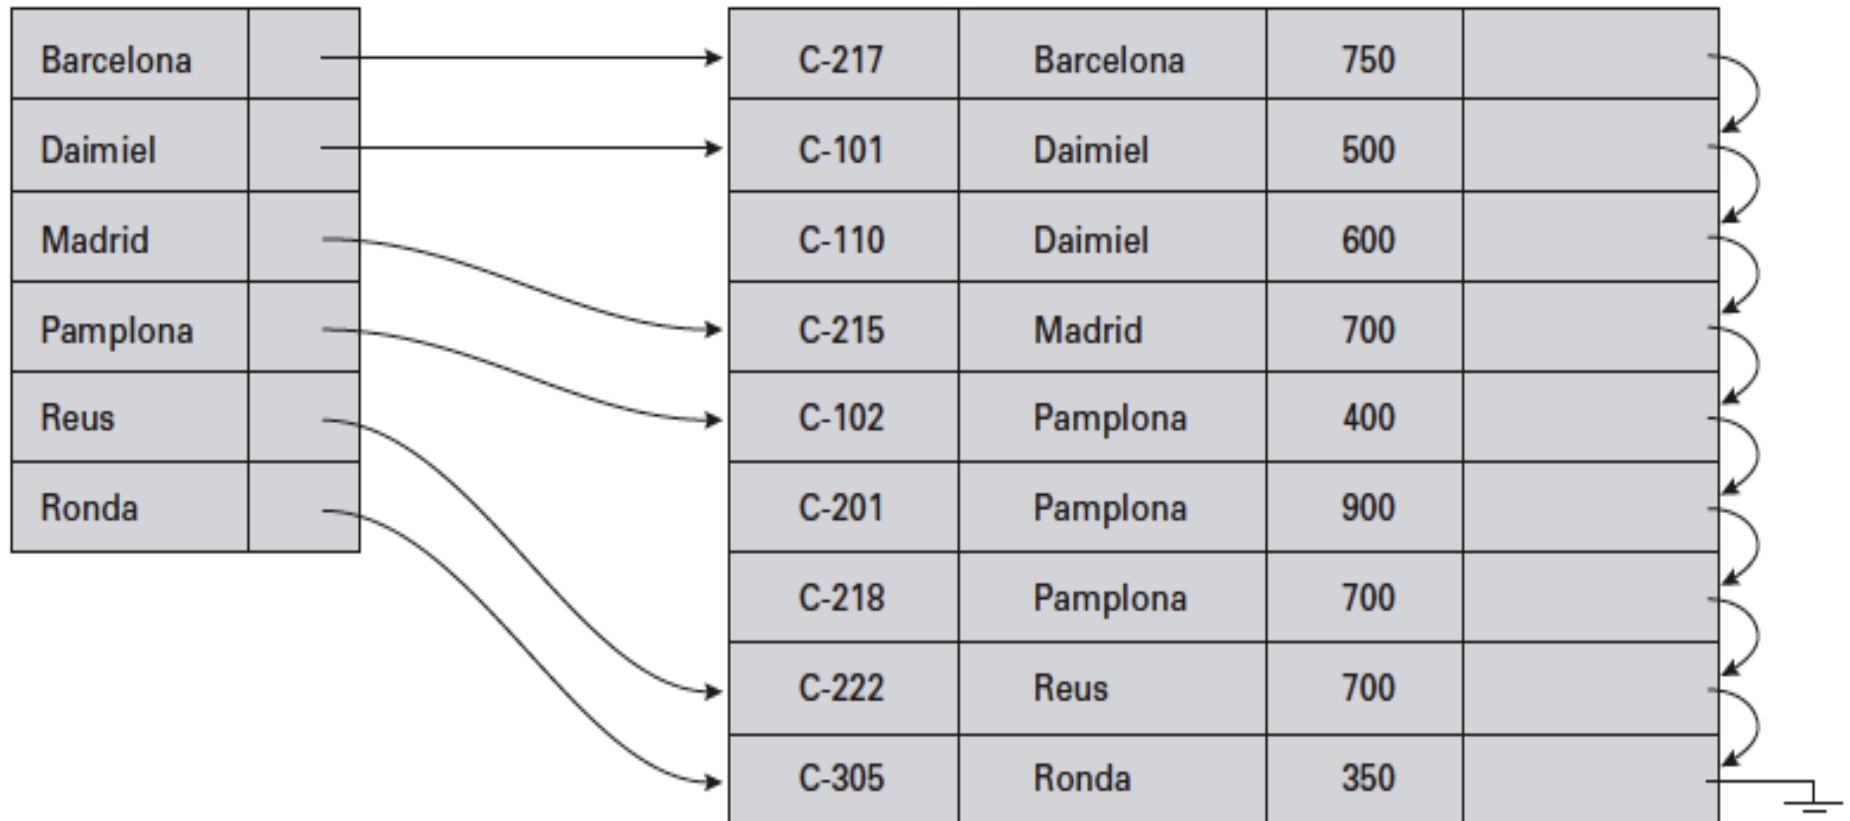 Barcelona
Daimiel
Madrid
Pamplona
Reus
Ronda
C-217 Barcelona 750
C-101 Daimiel 500
C-110 Daimiel 600
C-215 Madrid 700
C-102 Pamplona 400
C-201 Pamplona 900
C-218 Pamplona 700
C-222 Reus 700
C-305 Ronda 350